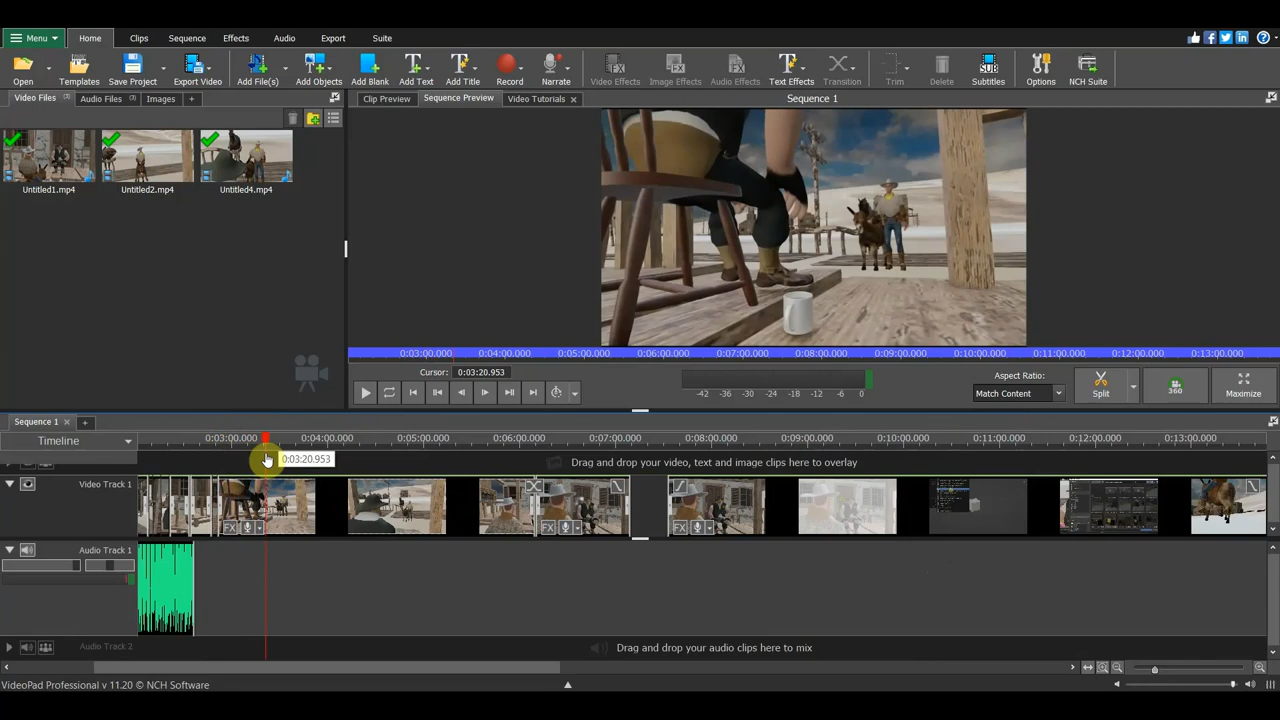 Menu Home Clips Sequence Effects Audio Export Suite
Open Templates Save Project Export Video Add File(s) Add Objects Add Blank Add Text Add Title Record Narrate Video Effects Image Effects Audio Effects Text Effects Transition Trim Delete Subtitles Options NCH Suite
Video Files (3) Audio Files (3) Images +
Clip Preview Sequence Preview Video Tutorials × Sequence 1
Untitled1.mp4 Untitled2.mp4 Untitled4.mp4
0:03:00.000 0:04:00.000 0:05:00.000 0:06:00.000 0:07:00.000 0:08:00.000 0:09:00.000 0:10:00.000 0:11:00.000 0:12:00.000 0:13:00.000
Cursor: 0:03:20.953
-42 -36 -30 -24 -18 -12 -6 0
Aspect Ratio:
Match Content
Split 360 Maximize
Sequence 1 × +
Timeline 0:03:00.000 0:04:00.000 0:05:00.000 0:06:00.000 0:07:00.000 0:08:00.000 0:09:00.000 0:10:00.000 0:11:00.000 0:12:00.000 0:13:00.000
0:03:20.953 Drag and drop your video, text and image clips here to overlay
Video Track 1
FX FX FX
Audio Track 1
Audio Track 2 Drag and drop your audio clips here to mix
VideoPad Professional v 11.20 © NCH Software